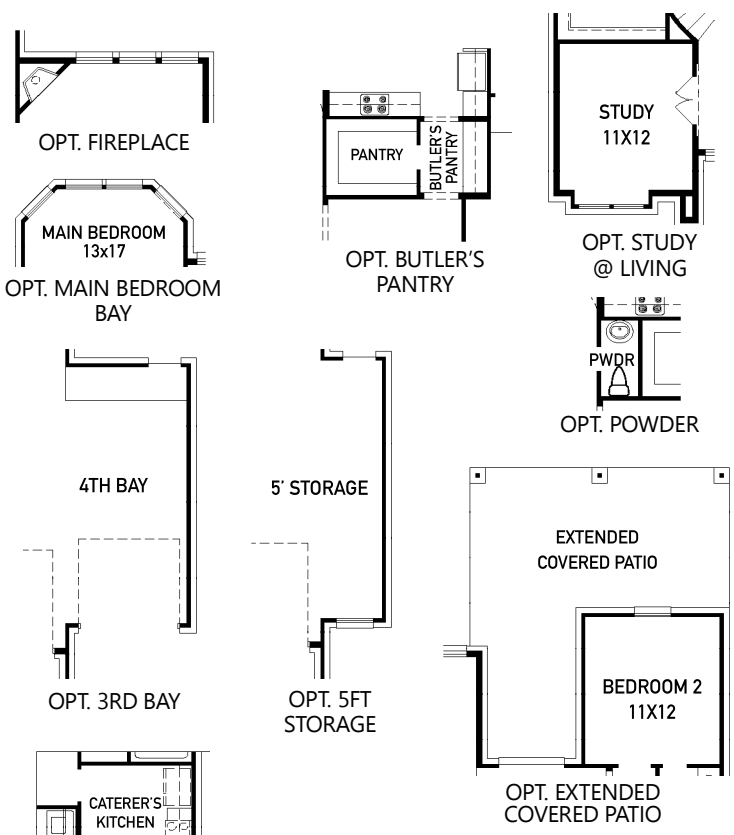 OPT. FIREPLACE
MAIN BEDROOM
13x17
OPT. MAIN BEDROOM
BAY
PANTRY
BUTLER'S
PANTRY
OPT. BUTLER'S
PANTRY
STUDY
11X12
OPT. STUDY
@ LIVING
PWDR
OPT. POWDER
4TH BAY
OPT. 3RD BAY
5' STORAGE
OPT. 5FT
STORAGE
EXTENDED
COVERED PATIO
BEDROOM 2
11X12
OPT. EXTENDED
COVERED PATIO
CATERER'S
KITCHEN